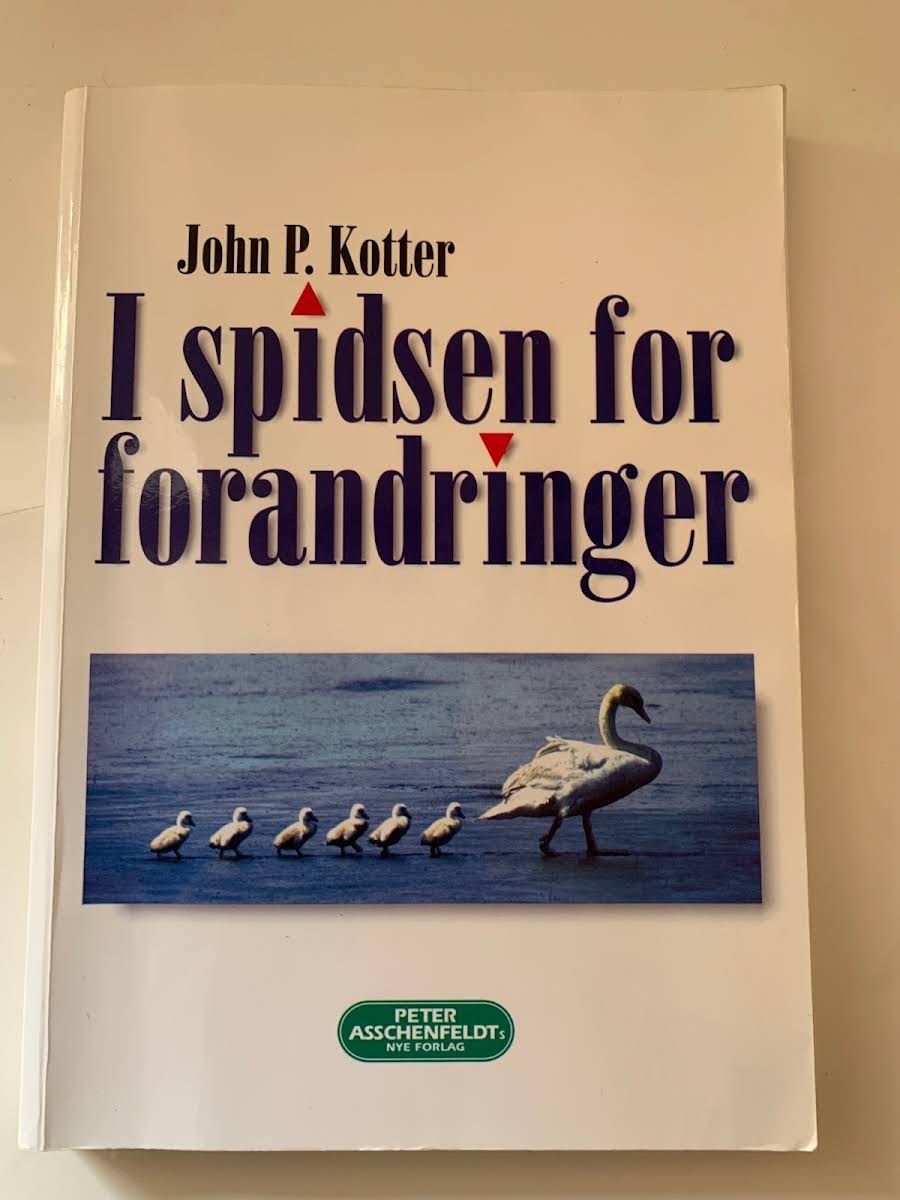 John P. Kotter
I spidsen for
forandringer
PETER
ASSCHENFELDTs
NYE FORLAG